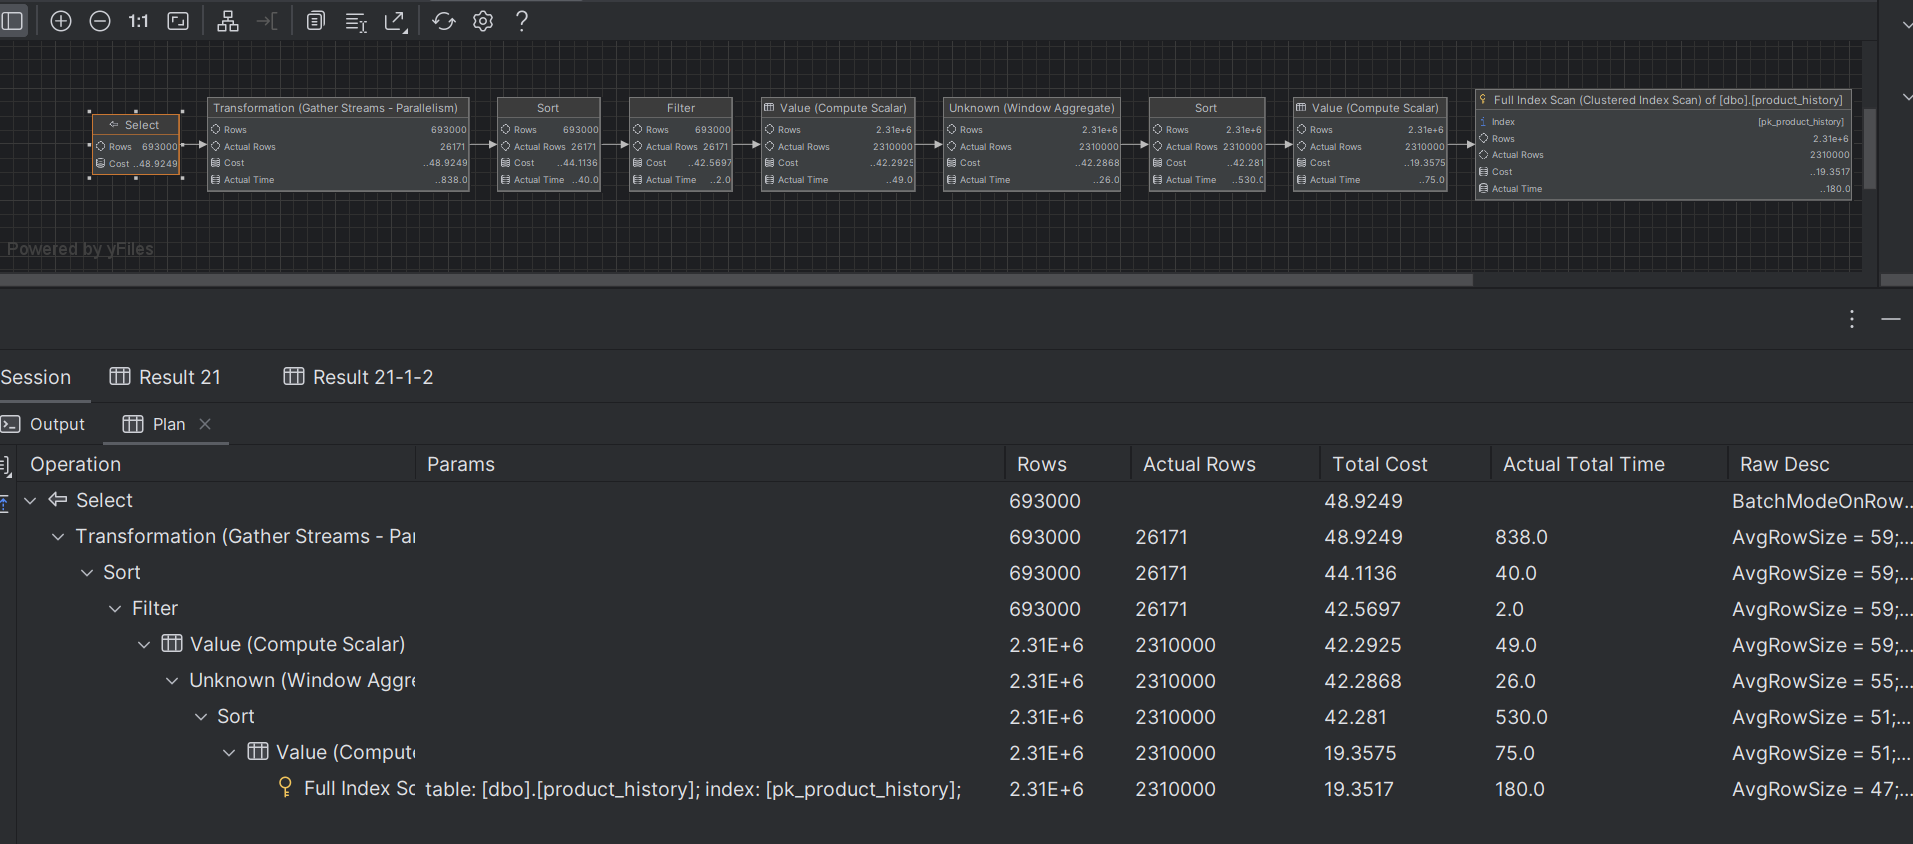 1:1
Select
Rows 693000
Cost ..48.9249
Transformation (Gather Streams - Parallelism)
Rows 693000
Actual Rows 26171
Cost ..48.9249
Actual Time ..838.0
Sort
Rows 693000
Actual Rows 26171
Cost ..44.1136
Actual Time ..40.0
Filter
Rows 693000
Actual Rows 26171
Cost ..42.5697
Actual Time ..2.0
Value (Compute Scalar)
Rows 2.31e+6
Actual Rows 2310000
Cost ..42.2925
Actual Time ..49.0
Unknown (Window Aggregate)
Rows 2.31e+6
Actual Rows 2310000
Cost ..42.2868
Actual Time ..26.0
Sort
Rows 2.31e+6
Actual Rows 2310000
Cost ..42.281
Actual Time ..530.0
Value (Compute Scalar)
Rows 2.31e+6
Actual Rows 2310000
Cost ..19.3575
Actual Time ..75.0
Full Index Scan (Clustered Index Scan) of [dbo].[product_history]
Index [pk_product_history]
Rows 2.31e+6
Actual Rows 2310000
Cost ..19.3517
Actual Time ..180.0
Powered by yFiles
Session Result 21 Result 21-1-2
Output Plan
Operation Params Rows Actual Rows Total Cost Actual Total Time Raw Desc
Select 693000 48.9249 BatchModeOnRow...
Transformation (Gather Streams - Par 693000 26171 48.9249 838.0 AvgRowSize = 59;...
Sort 693000 26171 44.1136 40.0 AvgRowSize = 59;...
Filter 693000 26171 42.5697 2.0 AvgRowSize = 59;...
Value (Compute Scalar) 2.31E+6 2310000 42.2925 49.0 AvgRowSize = 59;...
Unknown (Window Aggre 2.31E+6 2310000 42.2868 26.0 AvgRowSize = 55;...
Sort 2.31E+6 2310000 42.281 530.0 AvgRowSize = 51;...
Value (Compute 2.31E+6 2310000 19.3575 75.0 AvgRowSize = 51;...
Full Index Sc table: [dbo].[product_history]; index: [pk_product_history]; 2.31E+6 2310000 19.3517 180.0 AvgRowSize = 47;...